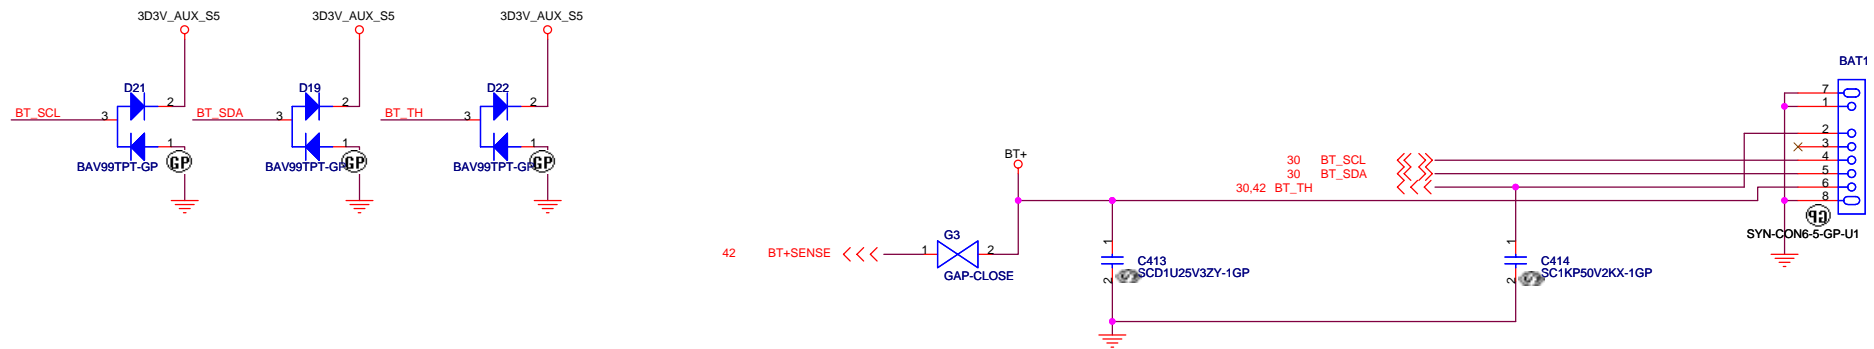 3D3V_AUX_S5 3D3V_AUX_S5 3D3V_AUX_S5
D21 D19 D22
BT_SCL 3 2 BT_SDA 3 2 BT_TH 3 2
1 1 1
BAV99TPT-GP BAV99TPT-GP BAV99TPT-GP
GP GP GP
BAT1
7
1
2
3
4
5
6
8
GP
SYN-CON6-5-GP-U1
BT+
30 BT_SCL
30 BT_SDA
30,42 BT_TH
G3
42 BT+SENSE 1 2
GAP-CLOSE
1
C413
SCD1U25V3ZY-1GP
2
1
C414
SC1KP50V2KX-1GP
2